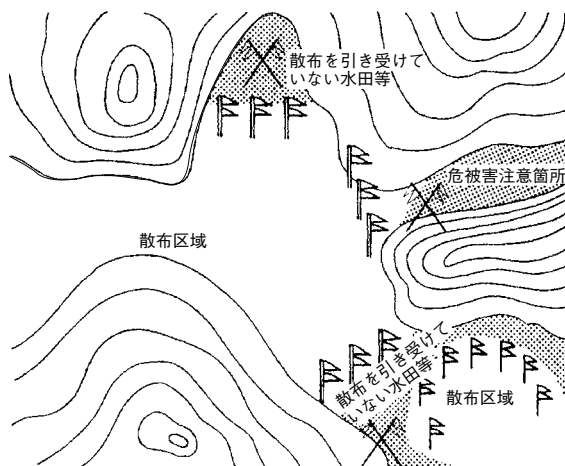 散布を引き受けて
いない水田等
危被害注意箇所
散布区域
散布を引き受けて
いない水田等
散布区域